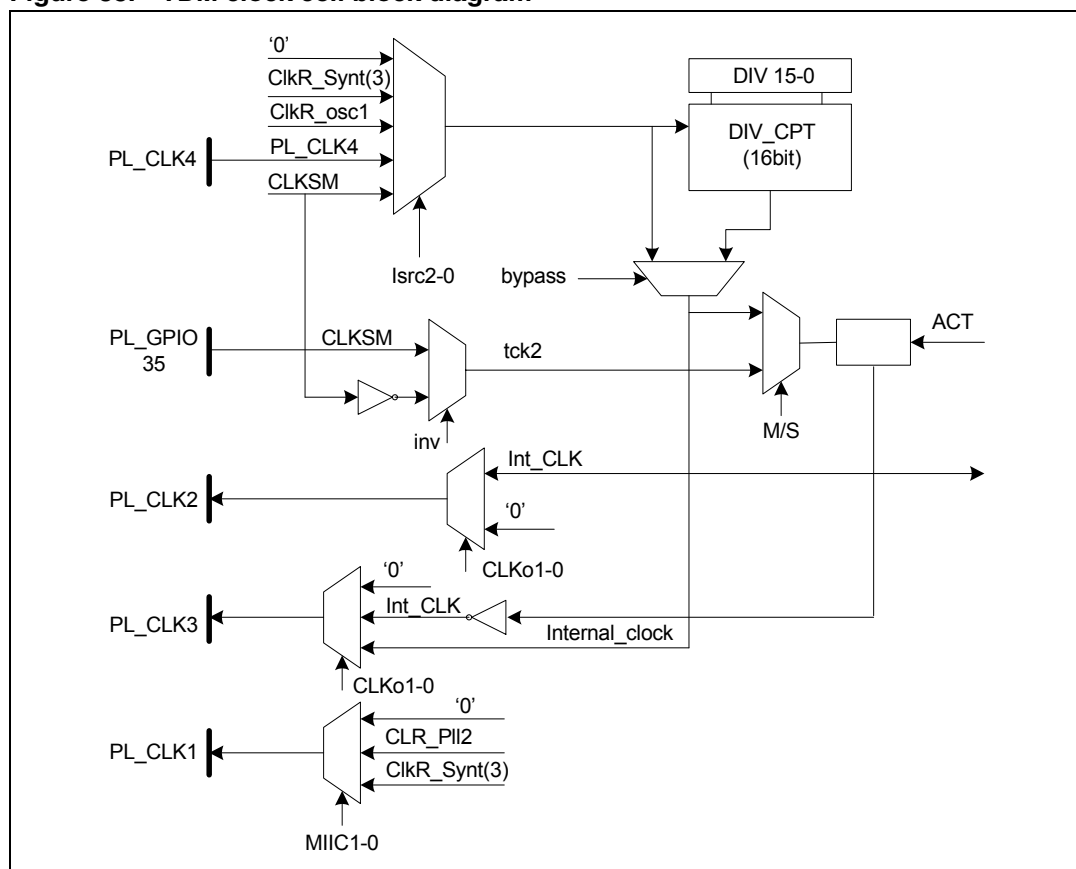 Figure TDM clock cell block diagram
'0'
ClkR_Synt(3)
ClkR_osc1
PL_CLK4
PL_CLK4
CLKSM
Isrc2-0
DIV 15-0
DIV_CPT
(16bit)
bypass
PL_GPIO
35
CLKSM
tck2
inv
ACT
M/S
PL_CLK2
Int_CLK
'0'
CLKo1-0
PL_CLK3
'0'
Int_CLK
Internal_clock
CLKo1-0
PL_CLK1
'0'
CLR_Pll2
ClkR_Synt(3)
MIIC1-0